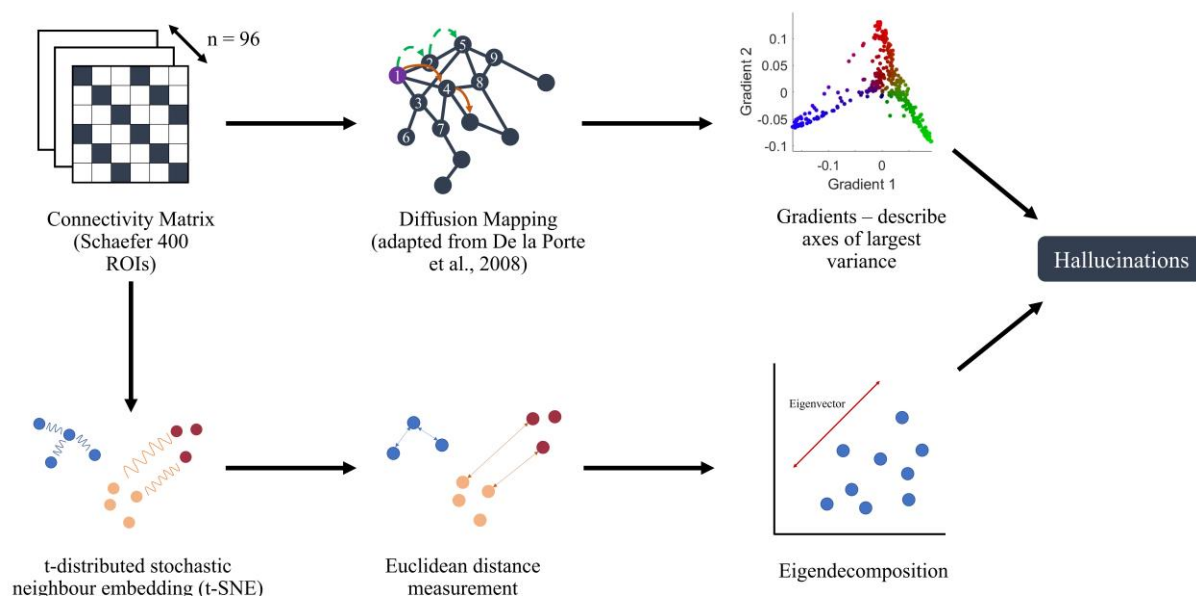 n = 96
Connectivity Matrix
(Schaefer 400
ROIs)
1
2
3
4
5
6
7
8
9
Diffusion Mapping
(adapted from De la Porte
et al., 2008)
Gradient 2
0.1
0.05
0
-0.05
-0.1
-0.1
0
Gradient 1
Gradients – describe
axes of largest
variance
Hallucinations
t-distributed stochastic
neighbour embedding (t-SNE)
Euclidean distance
measurement
Eigenvector
Eigendecomposition